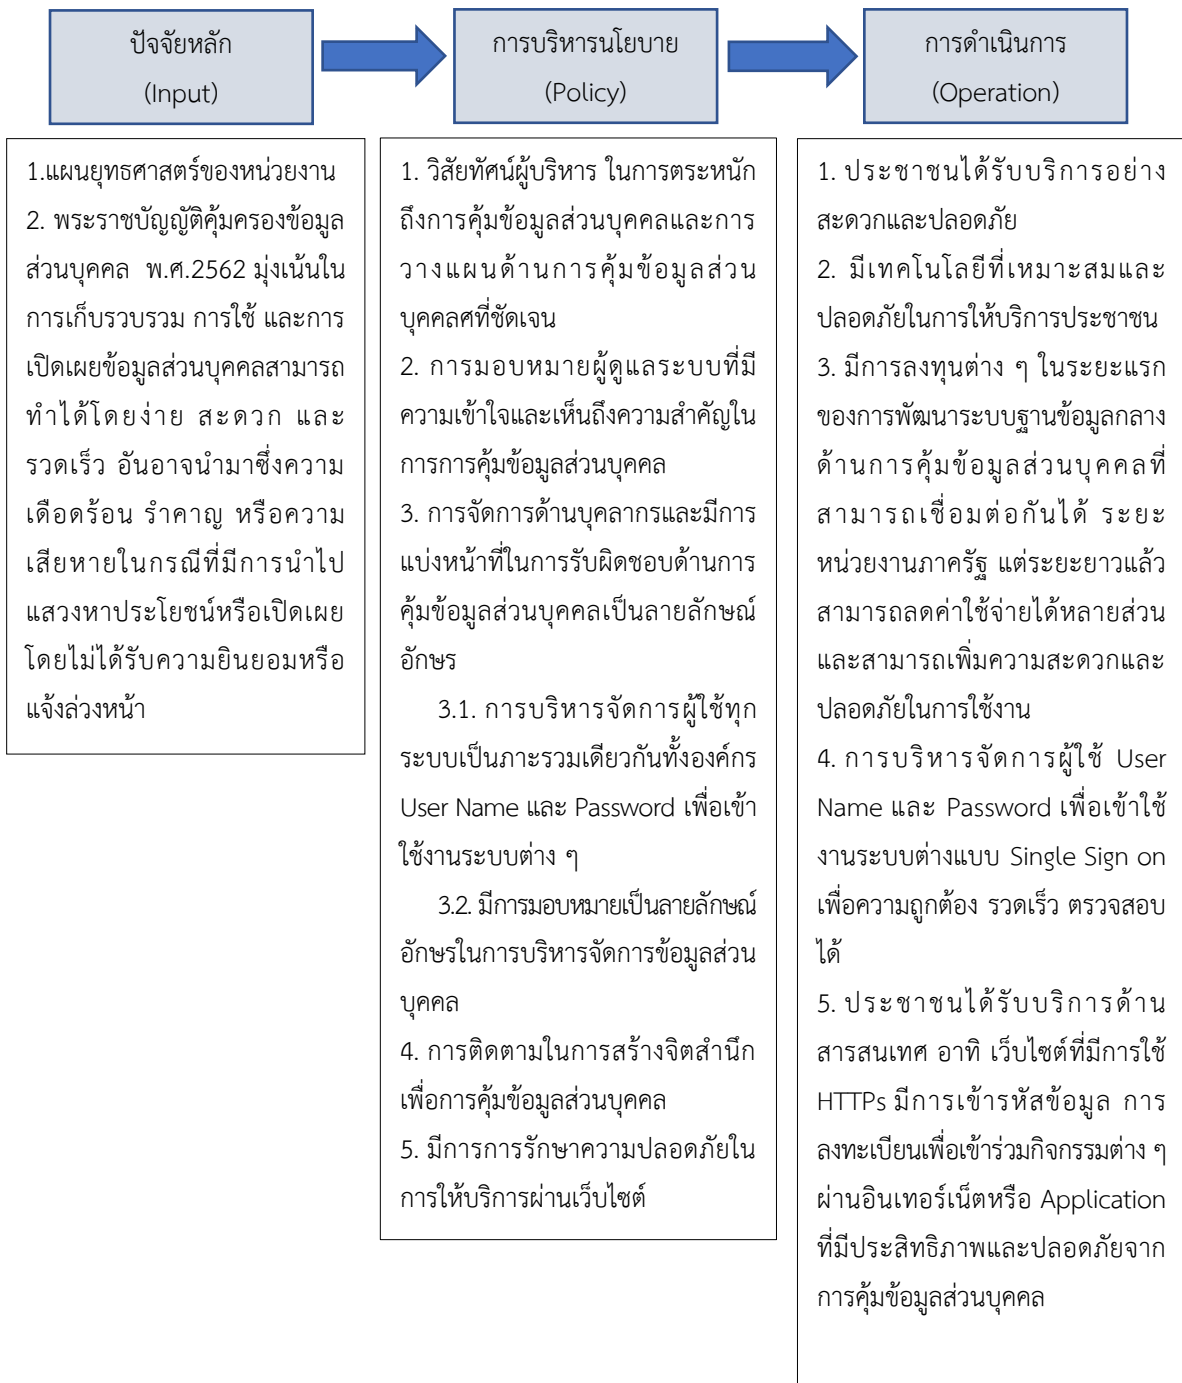 ปัจจัยหลัก
(Input)
การบริหารนโยบาย
(Policy)
การดำเนินการ
(Operation)
1.แผนยุทธศาสตร์ของหน่วยงาน
2. พระราชบัญญัติคุ้มครองข้อมูล
ส่วนบุคคล พ.ศ.2562 มุ่งเน้นใน
การเก็บรวบรวม การใช้ และการ
เปิดเผยข้อมูลส่วนบุคคลสามารถ
ทำได้โดยง่าย สะดวก และ
รวดเร็ว อันอาจนำมาซึ่งความ
เดือดร้อน รำคาญ หรือความ
เสียหายในกรณีที่มีการนำไป
แสวงหาประโยชน์หรือเปิดเผย
โดยไม่ได้รับความยินยอมหรือ
แจ้งล่วงหน้า
1. วิสัยทัศน์ผู้บริหาร ในการตระหนัก
ถึงการคุ้มข้อมูลส่วนบุคคลและการ
วางแผนด้านการคุ้มข้อมูลส่วน
บุคคลศที่ชัดเจน
2. การมอบหมายผู้ดูแลระบบที่มี
ความเข้าใจและเห็นถึงความสำคัญใน
การการคุ้มข้อมูลส่วนบุคคล
3. การจัดการด้านบุคลากรและมีการ
แบ่งหน้าที่ในการรับผิดชอบด้านการ
คุ้มข้อมูลส่วนบุคคลเป็นลายลักษณ์
อักษร
3.1. การบริหารจัดการผู้ใช้ทุก
ระบบเป็นภาะรวมเดียวกันทั้งองค์กร
User Name และ Password เพื่อเข้า
ใช้งานระบบต่าง ๆ
3.2. มีการมอบหมายเป็นลายลักษณ์
อักษรในการบริหารจัดการข้อมูลส่วน
บุคคล
4. การติดตามในการสร้างจิตสำนึก
เพื่อการคุ้มข้อมูลส่วนบุคคล
5. มีการการรักษาความปลอดภัยใน
การให้บริการผ่านเว็บไซต์
1. ประชาชนได้รับบริการอย่าง
สะดวกและปลอดภัย
2. มีเทคโนโลยีที่เหมาะสมและ
ปลอดภัยในการให้บริการประชาชน
3. มีการลงทุนต่าง ๆ ในระยะแรก
ของการพัฒนาระบบฐานข้อมูลกลาง
ด้านการคุ้มข้อมูลส่วนบุคคลที่
สามารถเชื่อมต่อกันได้ ระยะ
หน่วยงานภาครัฐ แต่ระยะยาวแล้ว
สามารถลดค่าใช้จ่ายได้หลายส่วน
และสามารถเพิ่มความสะดวกและ
ปลอดภัยในการใช้งาน
4. การบริหารจัดการผู้ใช้ User
Name และ Password เพื่อเข้าใช้
งานระบบต่างแบบ Single Sign on
เพื่อความถูกต้อง รวดเร็ว ตรวจสอบ
ได้
5. ประชาชนได้รับบริการด้าน
สารสนเทศ อาทิ เว็บไซต์ที่มีการใช้
HTTPs มีการเข้ารหัสข้อมูล การ
ลงทะเบียนเพื่อเข้าร่วมกิจกรรมต่าง ๆ
ผ่านอินเทอร์เน็ตหรือ Application
ที่มีประสิทธิภาพและปลอดภัยจาก
การคุ้มข้อมูลส่วนบุคคล